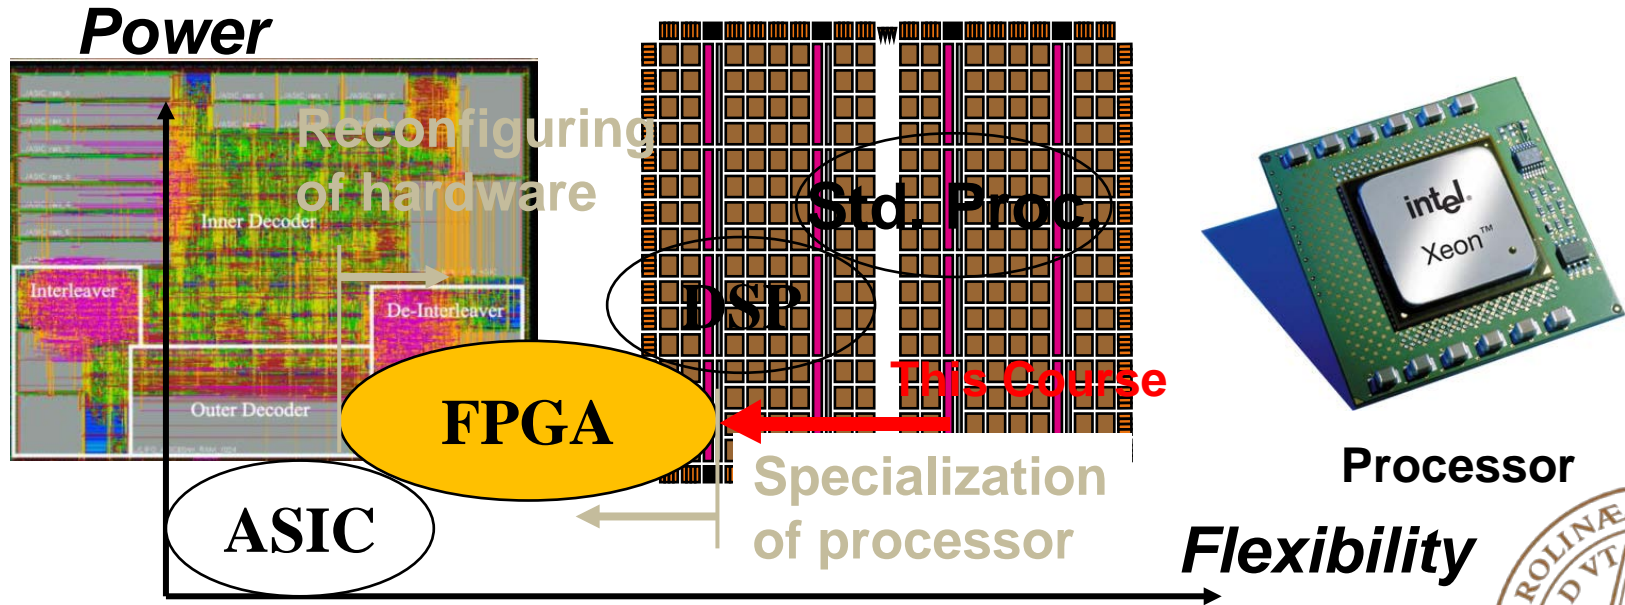 Power
Reconfiguring
of hardware
Std. Proc.
Inner Decoder
intel.
Xeon™
Interleaver
De-Interleaver
DSP
This Course
Outer Decoder
FPGA
Processor
Specialization
of processor
ASIC
Flexibility